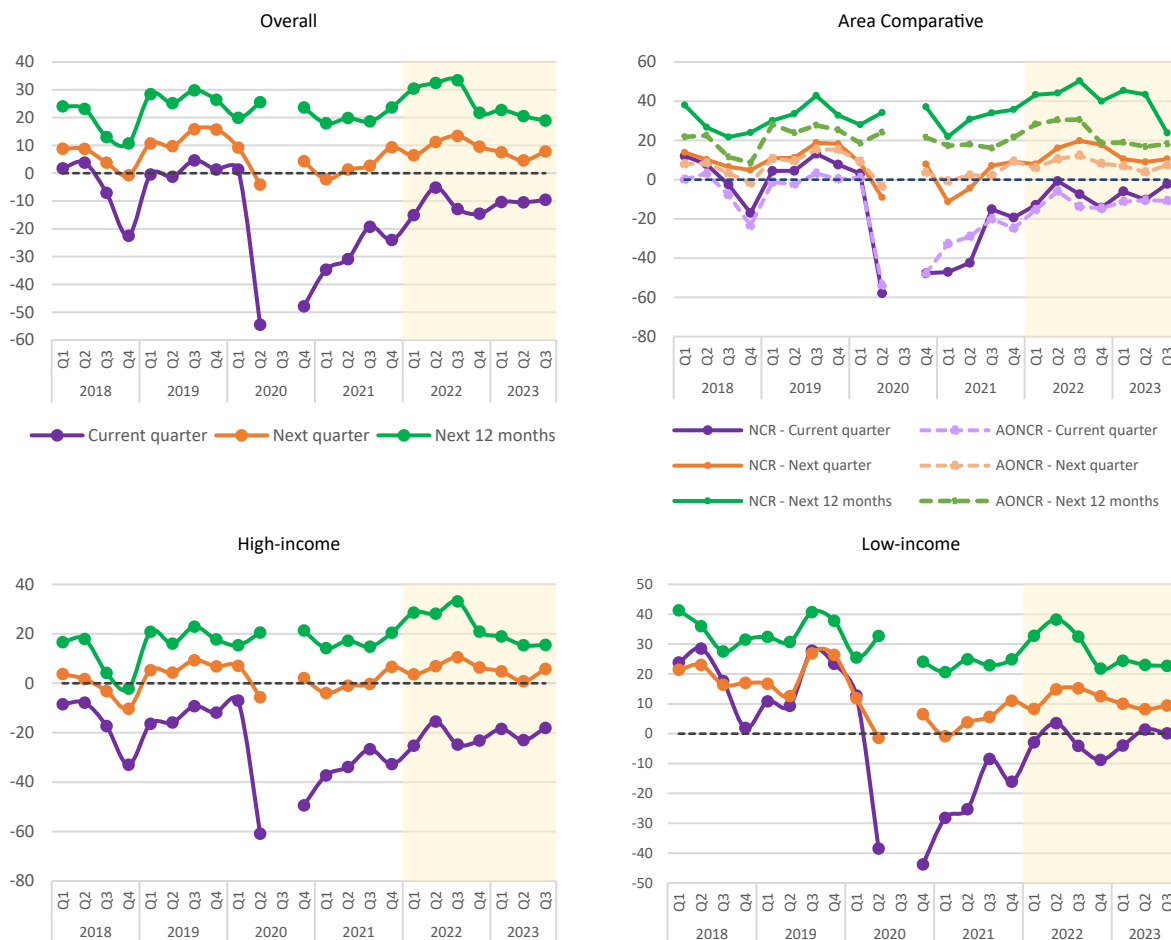 Overall
40
30
20
10
0
-10
-20
-30
-40
-50
-60
Q1 Q2 Q3 Q4 Q1 Q2 Q3 Q4 Q1 Q2 Q3 Q4 Q1 Q2 Q3 Q4 Q1 Q2 Q3 Q4 Q1 Q2 Q3
2018 2019 2020 2021 2022 2023
Current quarter Next quarter Next 12 months
Area Comparative
60
40
20
0
-20
-40
-60
-80
Q1 Q2 Q3 Q4 Q1 Q2 Q3 Q4 Q1 Q2 Q3 Q4 Q1 Q2 Q3 Q4 Q1 Q2 Q3 Q4 Q1 Q2 Q3
2018 2019 2020 2021 2022 2023
NCR - Current quarter AONCR - Current quarter
NCR - Next quarter AONCR - Next quarter
NCR - Next 12 months AONCR - Next 12 months
High-income
40
20
0
-20
-40
-60
-80
Q1 Q2 Q3 Q4 Q1 Q2 Q3 Q4 Q1 Q2 Q3 Q4 Q1 Q2 Q3 Q4 Q1 Q2 Q3 Q4 Q1 Q2 Q3
2018 2019 2020 2021 2022 2023
Low-income
50
40
30
20
10
0
-10
-20
-30
-40
-50
Q1 Q2 Q3 Q4 Q1 Q2 Q3 Q4 Q1 Q2 Q3 Q4 Q1 Q2 Q3 Q4 Q1 Q2 Q3 Q4 Q1 Q2 Q3
2018 2019 2020 2021 2022 2023